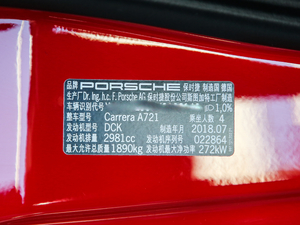 品牌 PORSCHE 保时捷 制造国 德国
生产厂 Dr. Ing. h.c. F. Porsche AG 保时捷股份公司斯图加特工厂制造
车辆识别代号 1,0%
整车型号 Carrera A721 乘坐人数 4
发动机型号 DCK 制造年月 2018.07
发动机排量 2981cc 发动机序列号 022864
最大允许总质量 1890kg 发动机最大净功率 272kW